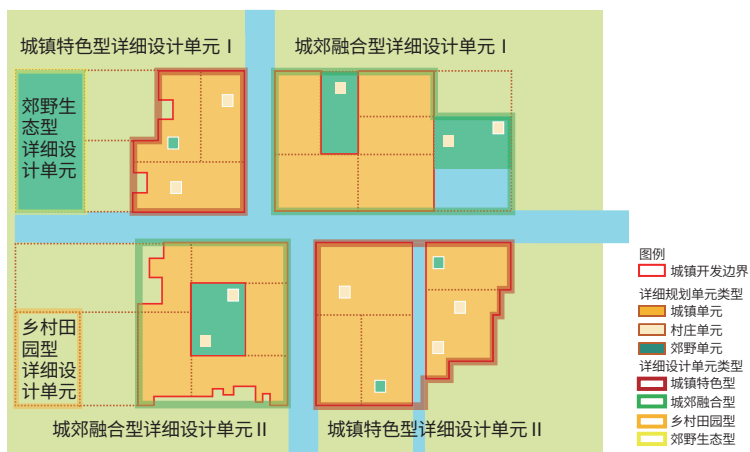 城镇特色型详细设计单元Ⅰ
城郊融合型详细设计单元Ⅰ
郊野生
态型
详细设
计单元
乡村田
园型
详细设
计单元
城郊融合型详细设计单元Ⅱ
城镇特色型详细设计单元Ⅱ
图例
城镇开发边界
详细规划单元类型
城镇单元
村庄单元
郊野单元
详细设计单元类型
城镇特色型
城郊融合型
乡村田园型
郊野生态型